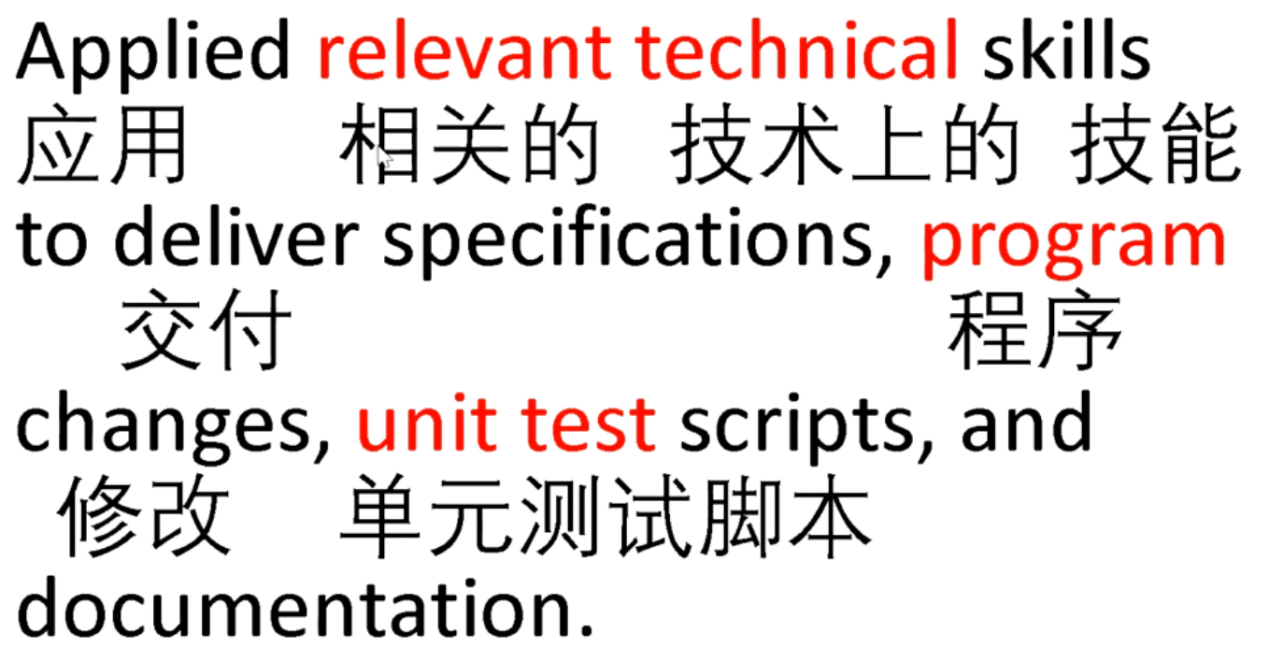 Applied relevant technical skills
应用 相关的 技术上的 技能
to deliver specifications, program
交付 程序
changes, unit test scripts, and
修改 单元测试脚本
documentation.